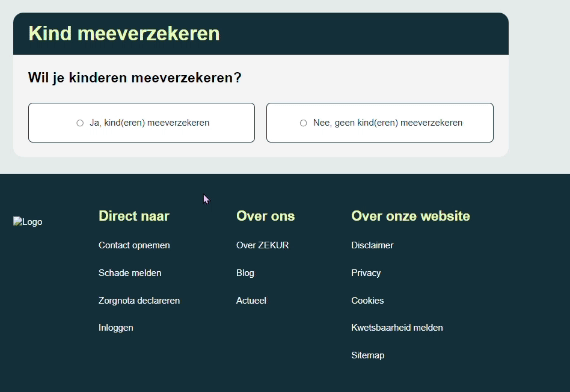 Kind meeverzekeren
Wil je kinderen meeverzekeren?
Ja, kind(eren) meeverzekeren
Nee, geen kind(eren) meeverzekeren
Logo
Direct naar
Contact opnemen
Schade melden
Zorgnota declareren
Inloggen
Over ons
Over ZEKUR
Blog
Actueel
Over onze website
Disclaimer
Privacy
Cookies
Kwetsbaarheid melden
Sitemap